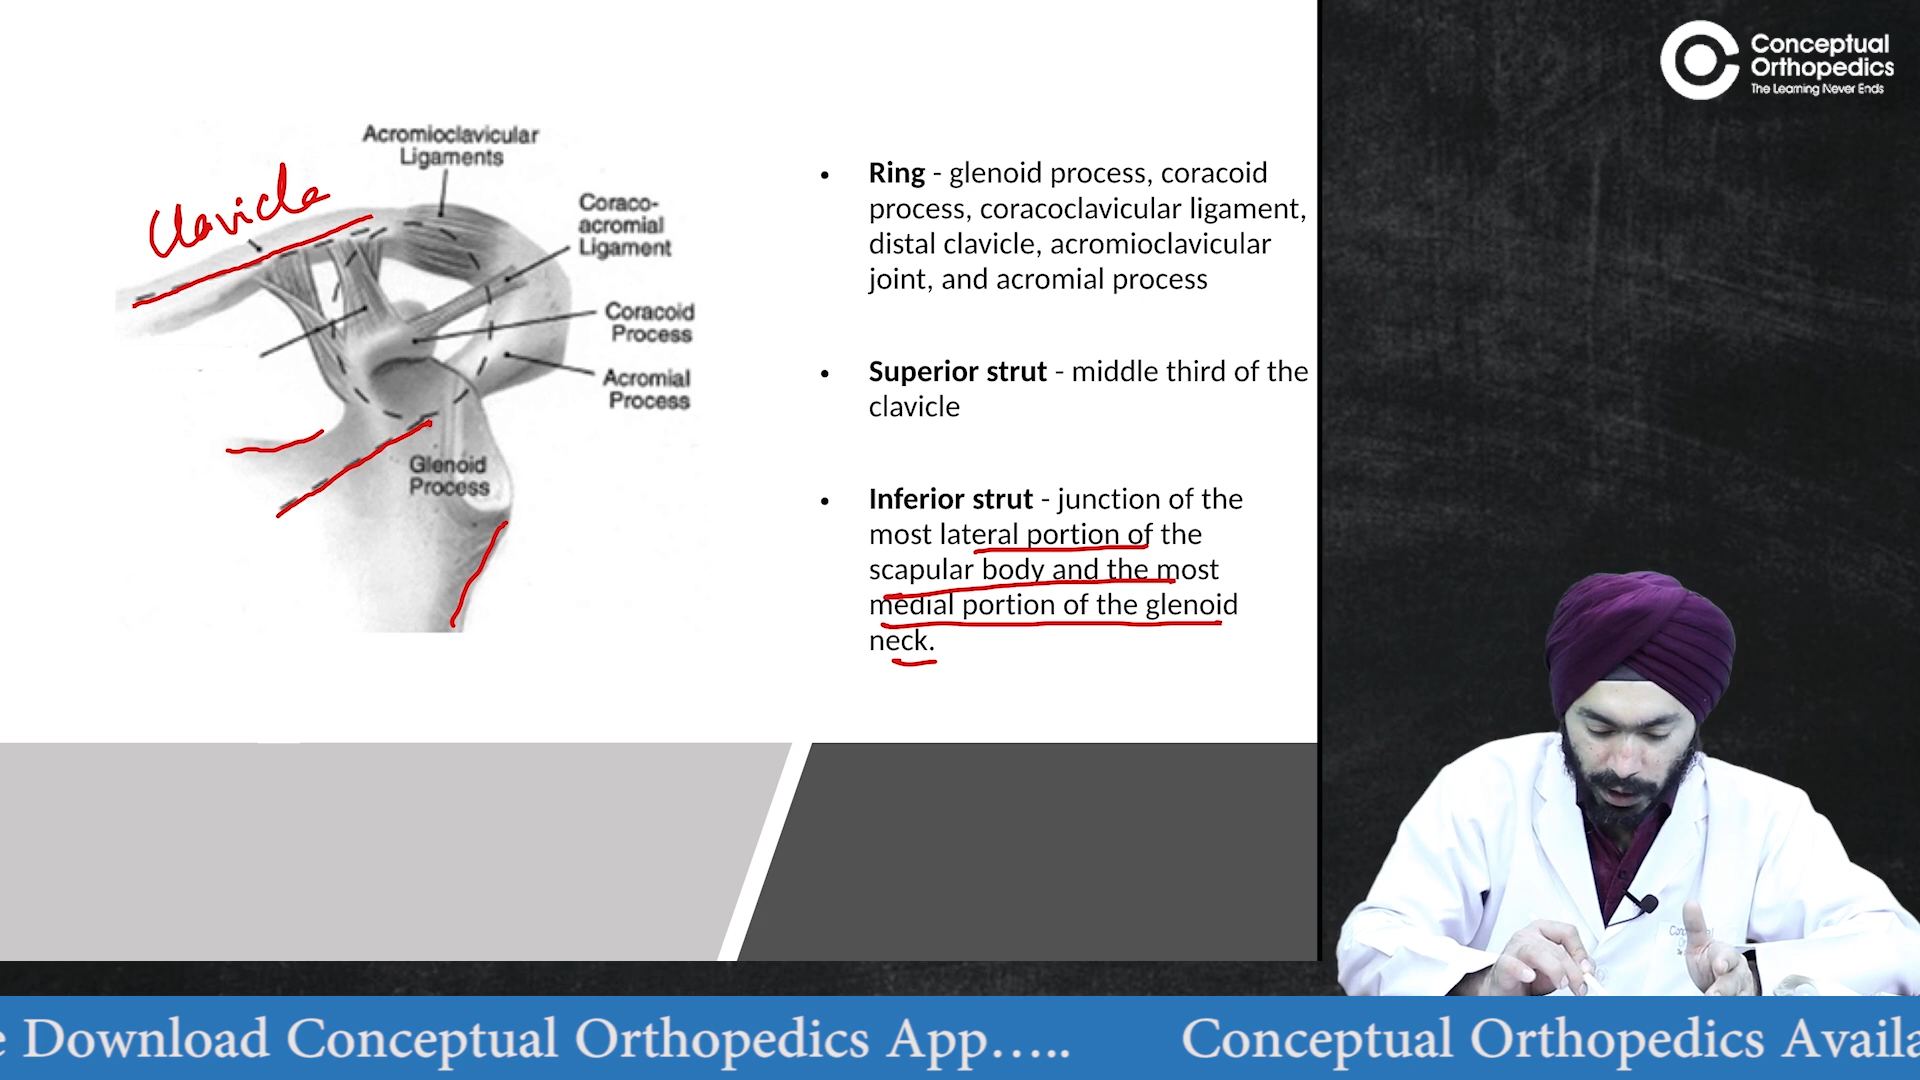 Conceptual
Orthopedics
The Learning Never Ends
Acromioclavicular
Ligaments
Clavicle
Coraco-
acromial
Ligament
Coracoid
Process
Acromial
Process
Glenoid
Process
• Ring - glenoid process, coracoid
process, coracoclavicular ligament,
distal clavicle, acromioclavicular
joint, and acromial process
• Superior strut - middle third of the
clavicle
• Inferior strut - junction of the
most lateral portion of the
scapular body and the most
medial portion of the glenoid
neck.
e Download Conceptual Orthopedics App….. Conceptual Orthopedics Availa